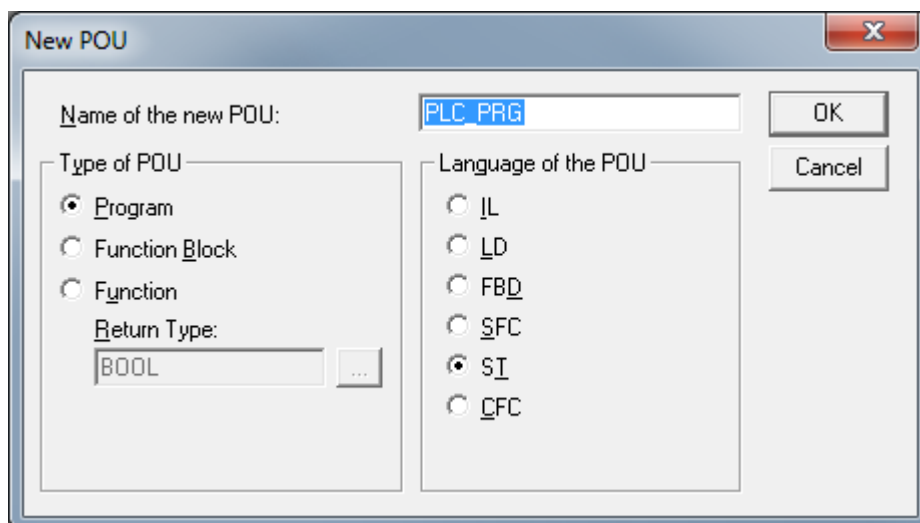 New POU
Name of the new POU:
PLC_PRG
OK
Cancel
Type of POU
Program
Function Block
Function
Return Type:
BOOL
...
Language of the POU
IL
LD
FBD
SFC
ST
CFC